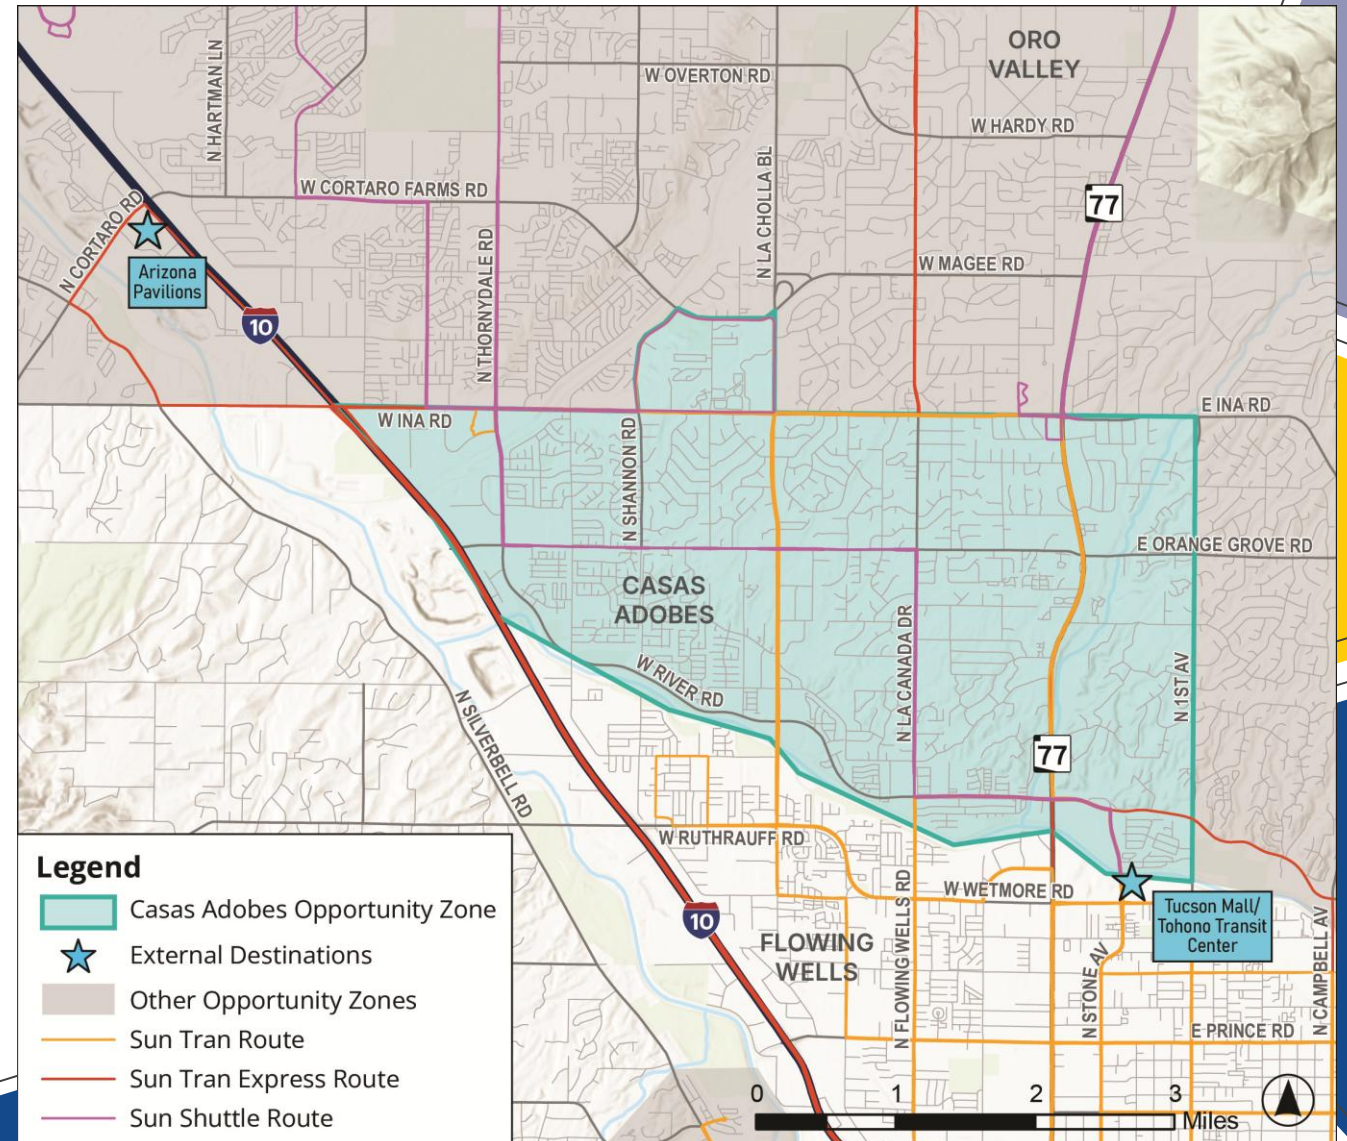 ORO
VALLEY
W OVERTON RD
N HARTMAN LN
W HARDY RD
N LA CHOLLA BL
W CORTARO FARMS RD
77
N CORTARO RD
Arizona
Pavilions
N THORNYDALE RD
W MAGEE RD
10
W INA RD
E INA RD
N SHANNON RD
E ORANGE GROVE RD
CASAS
ADOBES
N LA CANADA DR
W RIVER RD
N 1ST AV
N SILVERBELL RD
77
W RUTHRAUFF RD
W WETMORE RD
Tucson Mall/
Tohono Transit
Center
10
FLOWING
WELLS
N FLOWING WELLS RD
N STONE AV
N CAMPBELL AV
E PRINCE RD
Legend
Casas Adobes Opportunity Zone
External Destinations
Other Opportunity Zones
Sun Tran Route
Sun Tran Express Route
Sun Shuttle Route
0 1 2 3
Miles